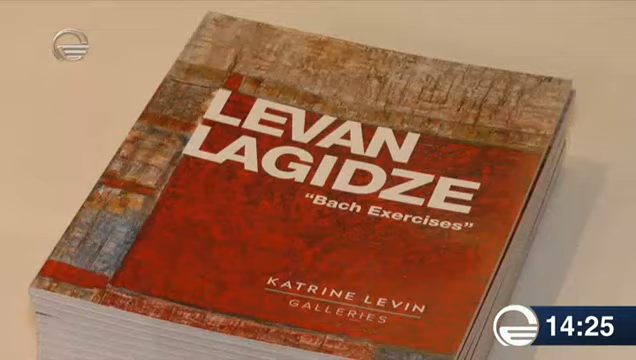 LEVAN
LAGIDZE
"Bach Exercises"
KATRINE LEVIN
GALLERIES
14:25